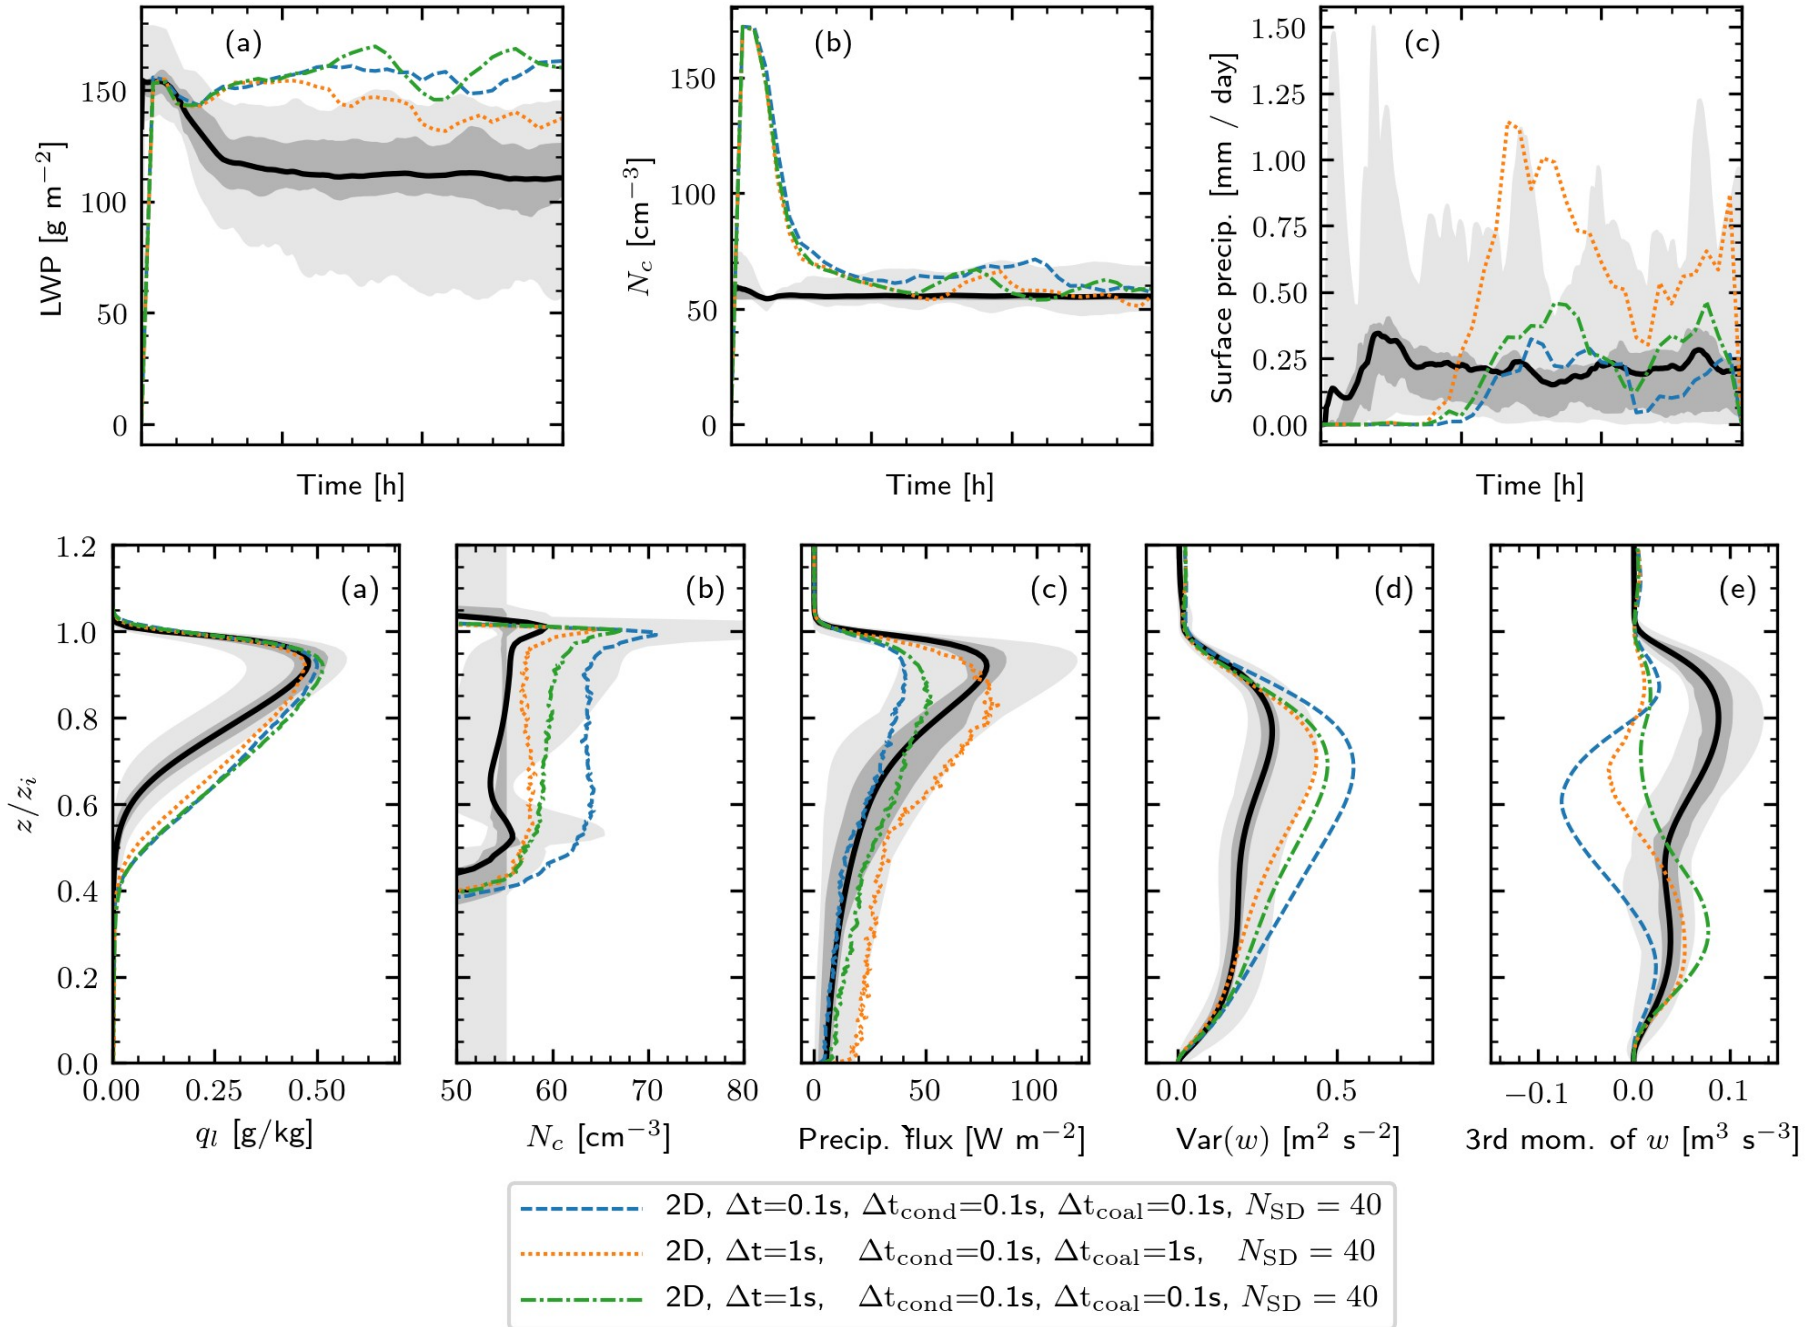 (a)
(b)
(c)
LWP [g m⁻²]
150
100
50
0
N_c [cm⁻³]
150
100
50
0
Surface precip. [mm / day]
1.50
1.25
1.00
0.75
0.50
0.25
0.00
Time [h]
Time [h]
Time [h]
(a)
(b)
(c)
(d)
(e)
z/z_i
1.2
1.0
0.8
0.6
0.4
0.2
0.0
0.00 0.25 0.50
50 60 70 80
0 50 100
0.0 0.5
−0.1 0.0 0.1
q_l [g/kg]
N_c [cm⁻³]
Precip. flux [W m⁻²]
Var(w) [m² s⁻²]
3rd mom. of w [m³ s⁻³]
2D, Δt=0.1s, Δt_cond=0.1s, Δt_coal=0.1s, N_SD = 40
2D, Δt=1s, Δt_cond=0.1s, Δt_coal=1s, N_SD = 40
2D, Δt=1s, Δt_cond=0.1s, Δt_coal=0.1s, N_SD = 40